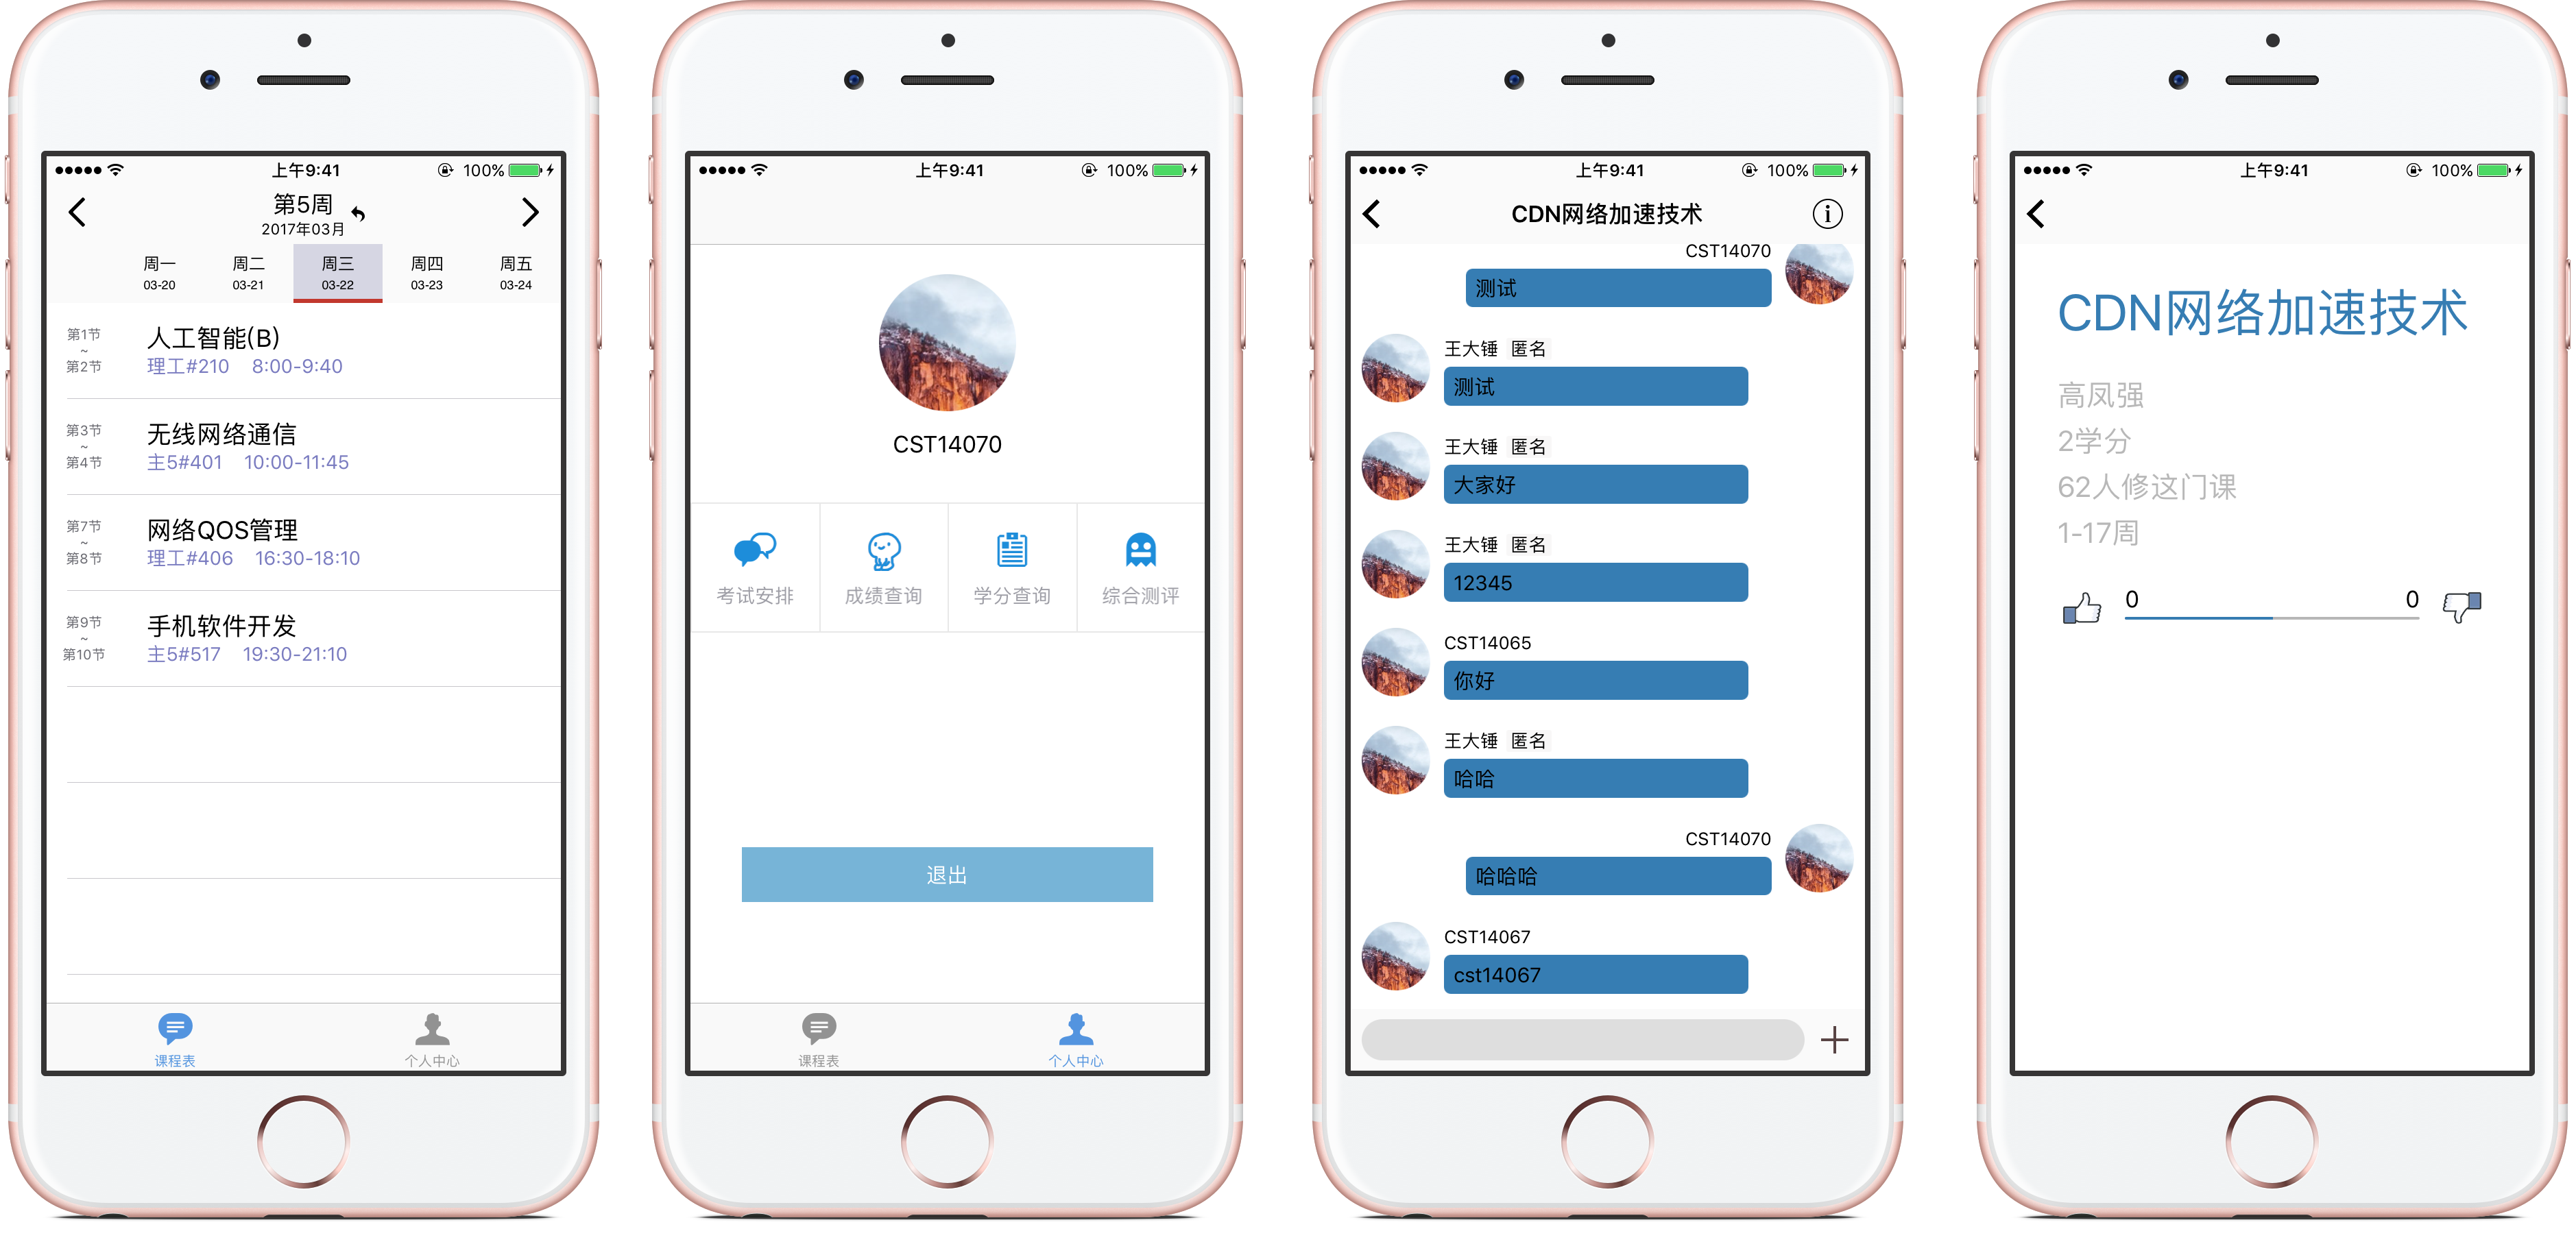 上午9:41
100%
第5周
2017年03月
周一 周二 周三 周四 周五
03-20 03-21 03-22 03-23 03-24
第1节
~
第2节
人工智能(B)
理工#210 8:00-9:40
第3节
~
第4节
无线网络通信
主5#401 10:00-11:45
第7节
~
第8节
网络QOS管理
理工#406 16:30-18:10
第9节
~
第10节
手机软件开发
主5#517 19:30-21:10
课程表 个人中心
上午9:41
100%
CST14070
考试安排 成绩查询 学分查询 综合测评
退出
课程表 个人中心
上午9:41
100%
CDN网络加速技术
CST14070
测试
王大锤 匿名
测试
王大锤 匿名
大家好
王大锤 匿名
12345
CST14065
你好
王大锤 匿名
哈哈
CST14070
哈哈哈
CST14067
cst14067
上午9:41
100%
CDN网络加速技术
高凤强
2学分
62人修这门课
1-17周
0 0